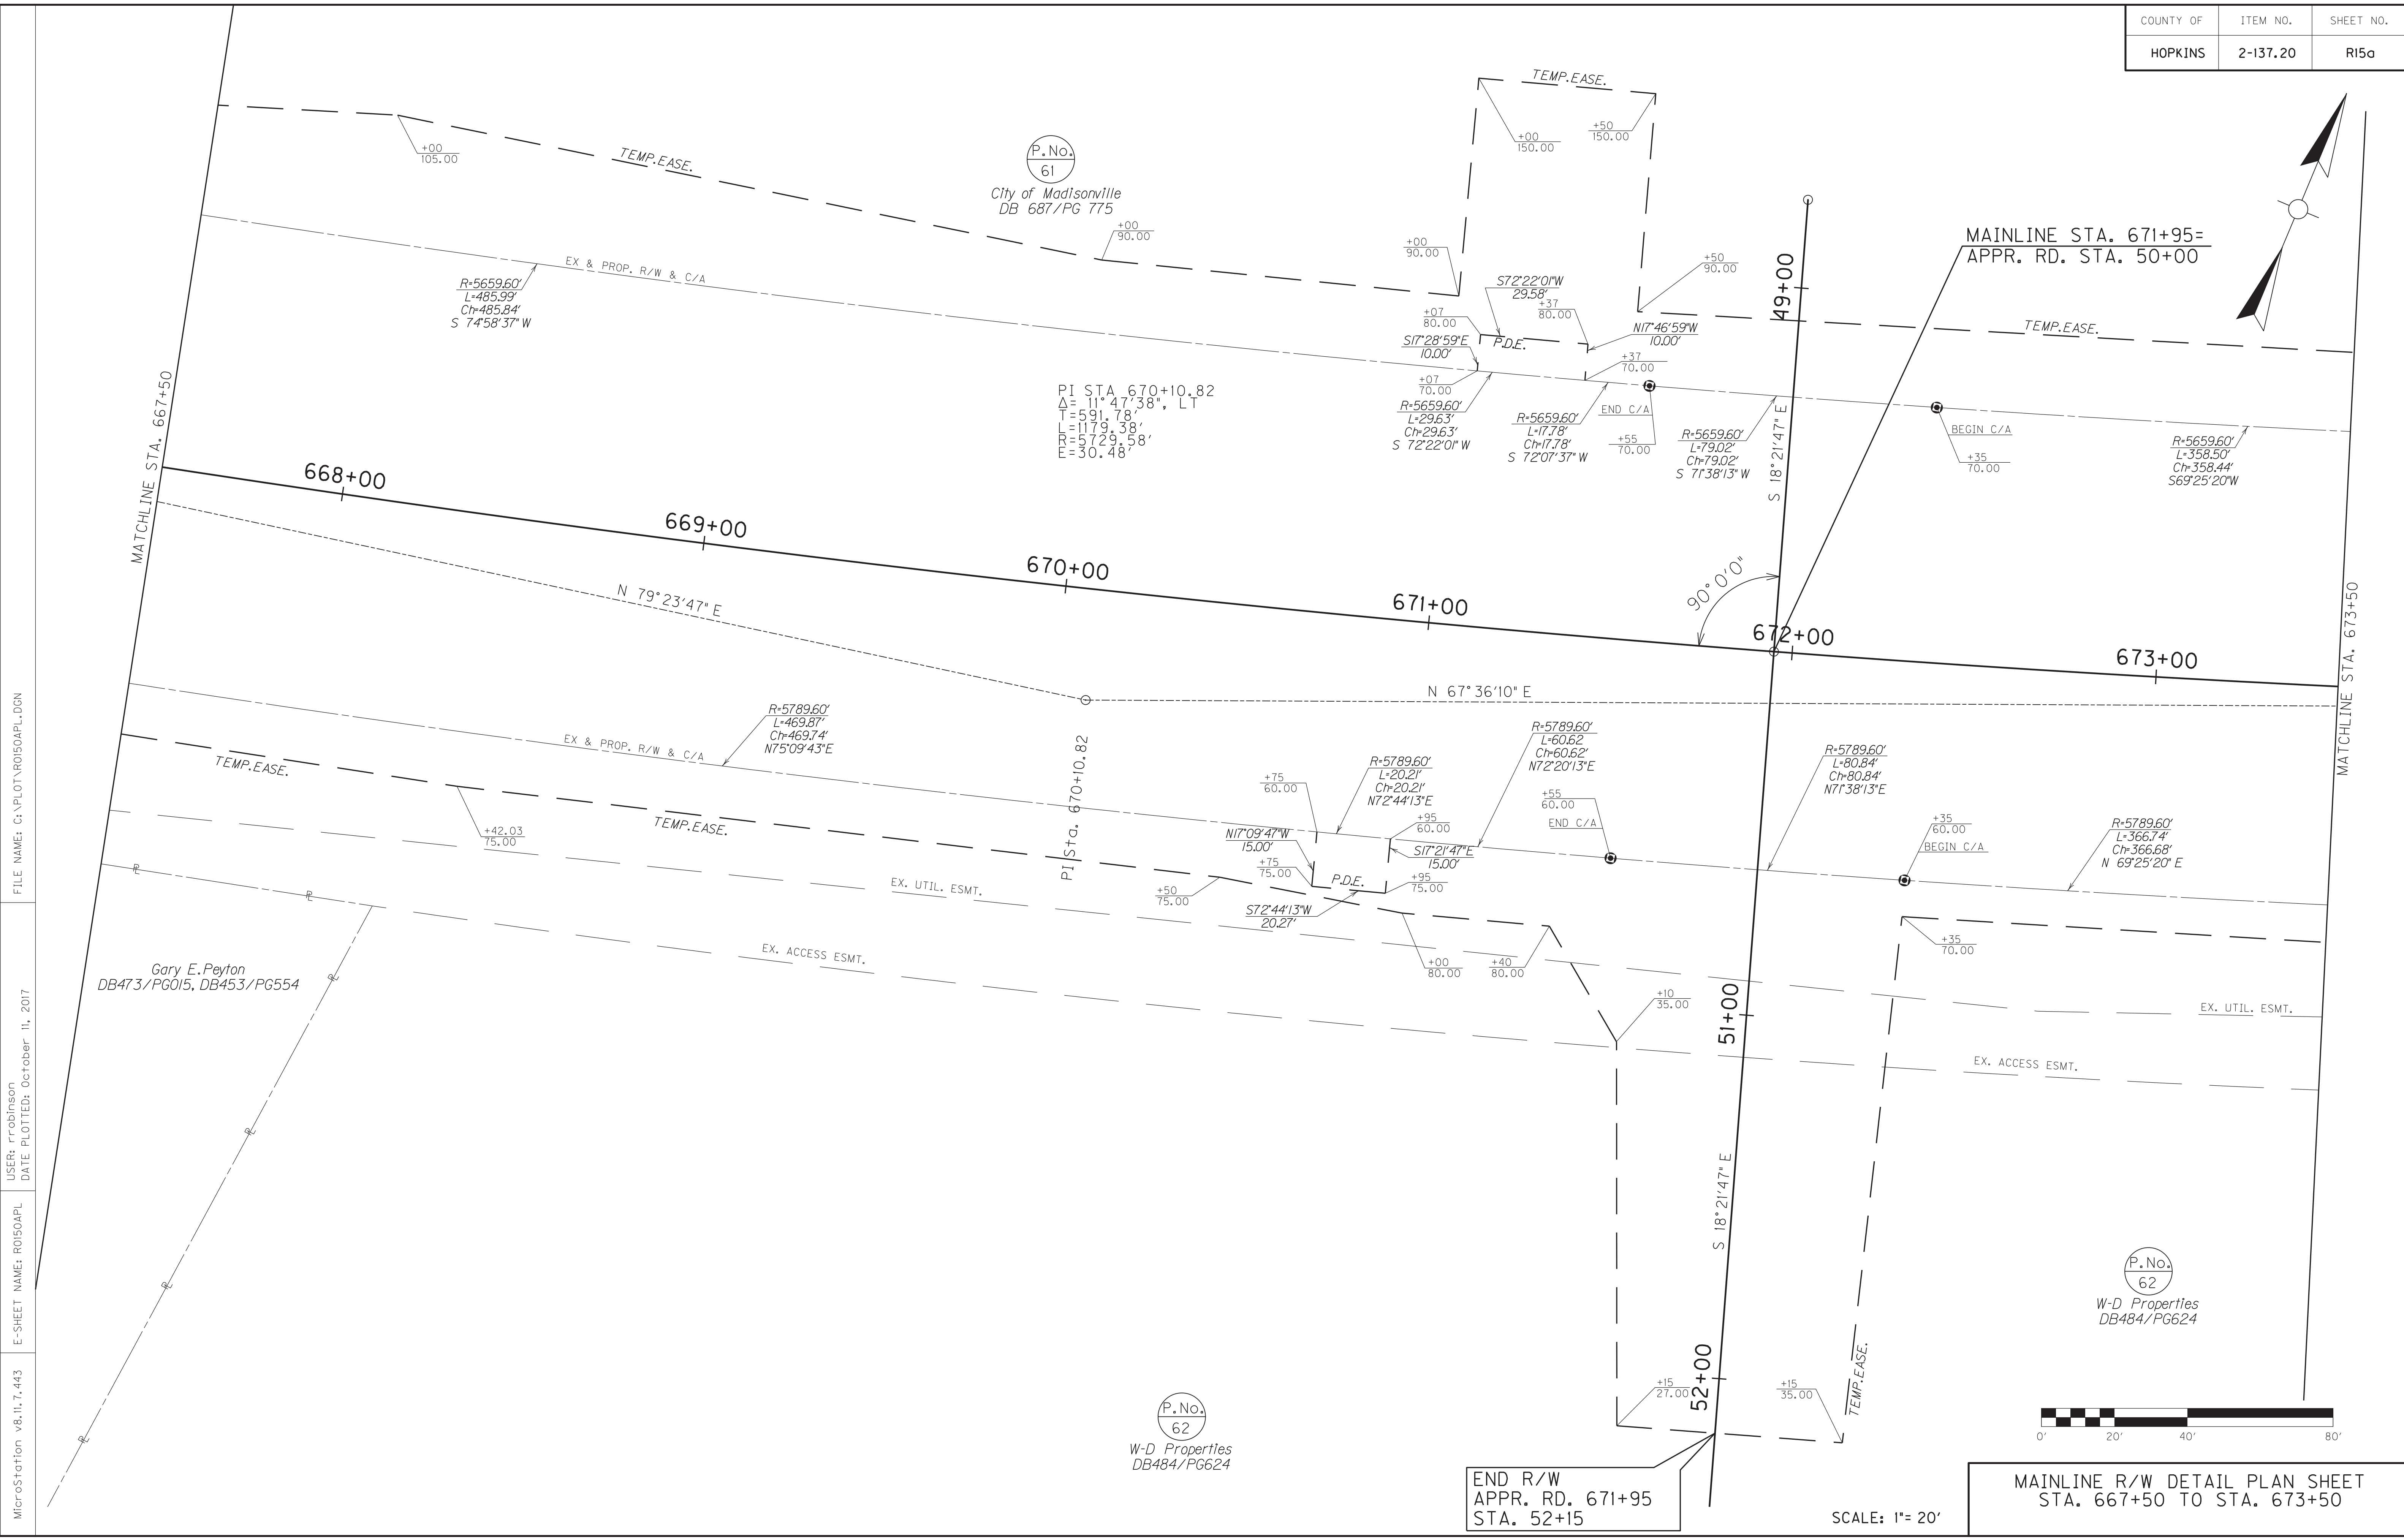 COUNTY OF
ITEM NO.
SHEET NO.
HOPKINS
2-137.20
R15a
TEMP. EASE.
+00
150.00
+50
150.00
+00
105.00
TEMP. EASE.
P. No.
61
City of Madisonville
DB 687/PG 775
+00
90.00
+00
90.00
+50
90.00
MAINLINE STA. 671+95=
APPR. RD. STA. 50+00
49+00
EX & PROP. R/W & C/A
R=5659.60'
L=485.99'
Ch=485.84'
S 74°58'37" W
S72°22'01"W
29.58'
+07
80.00
+37
80.00
N17°46'59"W
10.00'
S17°28'59"E
10.00'
P.D.E.
+37
70.00
+07
70.00
TEMP. EASE.
PI STA 670+10.82
Δ= 11°47'38", LT
T=591.78'
L=1179.38'
R=5729.58'
E=30.48'
R=5659.60'
L=29.63'
Ch=29.63'
S 72°22'01" W
R=5659.60'
L=17.78'
Ch=17.78'
S 72°07'37" W
END C/A
+55
70.00
R=5659.60'
L=79.02'
Ch=79.02'
S 71°38'13" W
S 18°21'47" E
BEGIN C/A
+35
70.00
R=5659.60'
L=358.50'
Ch=358.44'
S69°25'20"W
MATCHLINE STA. 667+50
668+00
669+00
670+00
671+00
90°0'0"
672+00
673+00
MATCHLINE STA. 673+50
N 79°23'47" E
N 67°36'10" E
PI Sta. 670+10.82
R=5789.60'
L=469.87'
Ch=469.74'
N75°09'43"E
EX & PROP. R/W & C/A
TEMP. EASE.
+42.03
75.00
TEMP. EASE.
+75
60.00
R=5789.60'
L=20.21'
Ch=20.21'
N72°44'13"E
R=5789.60'
L=60.62
Ch=60.62'
N72°20'13"E
+55
60.00
END C/A
R=5789.60'
L=80.84'
Ch=80.84'
N71°38'13"E
+35
60.00
BEGIN C/A
R=5789.60'
L=366.74'
Ch=366.68'
N 69°25'20" E
N17°09'47"W
15.00'
+95
60.00
S17°21'47"E
15.00'
+75
75.00
P.D.E.
+95
75.00
+50
75.00
S72°44'13"W
20.27'
EX. UTIL. ESMT.
EX. ACCESS ESMT.
PL
PL
+00
80.00
+40
80.00
+35
70.00
+10
35.00
51+00
EX. UTIL. ESMT.
EX. ACCESS ESMT.
Gary E. Peyton
DB473/PG015, DB453/PG554
PL
PL
PL
PL
S 18°21'47" E
52+00
+15
27.00
+15
35.00
TEMP. EASE.
P. No.
62
W-D Properties
DB484/PG624
P. No.
62
W-D Properties
DB484/PG624
0'
20'
40'
80'
END R/W
APPR. RD. 671+95
STA. 52+15
SCALE: 1"= 20'
MAINLINE R/W DETAIL PLAN SHEET
STA. 667+50 TO STA. 673+50
FILE NAME: C:\PLOT\R0150APL.DGN
USER: rrobinson
DATE PLOTTED: October 11, 2017
E-SHEET NAME: R0150APL
MicroStation v8.11.7.443